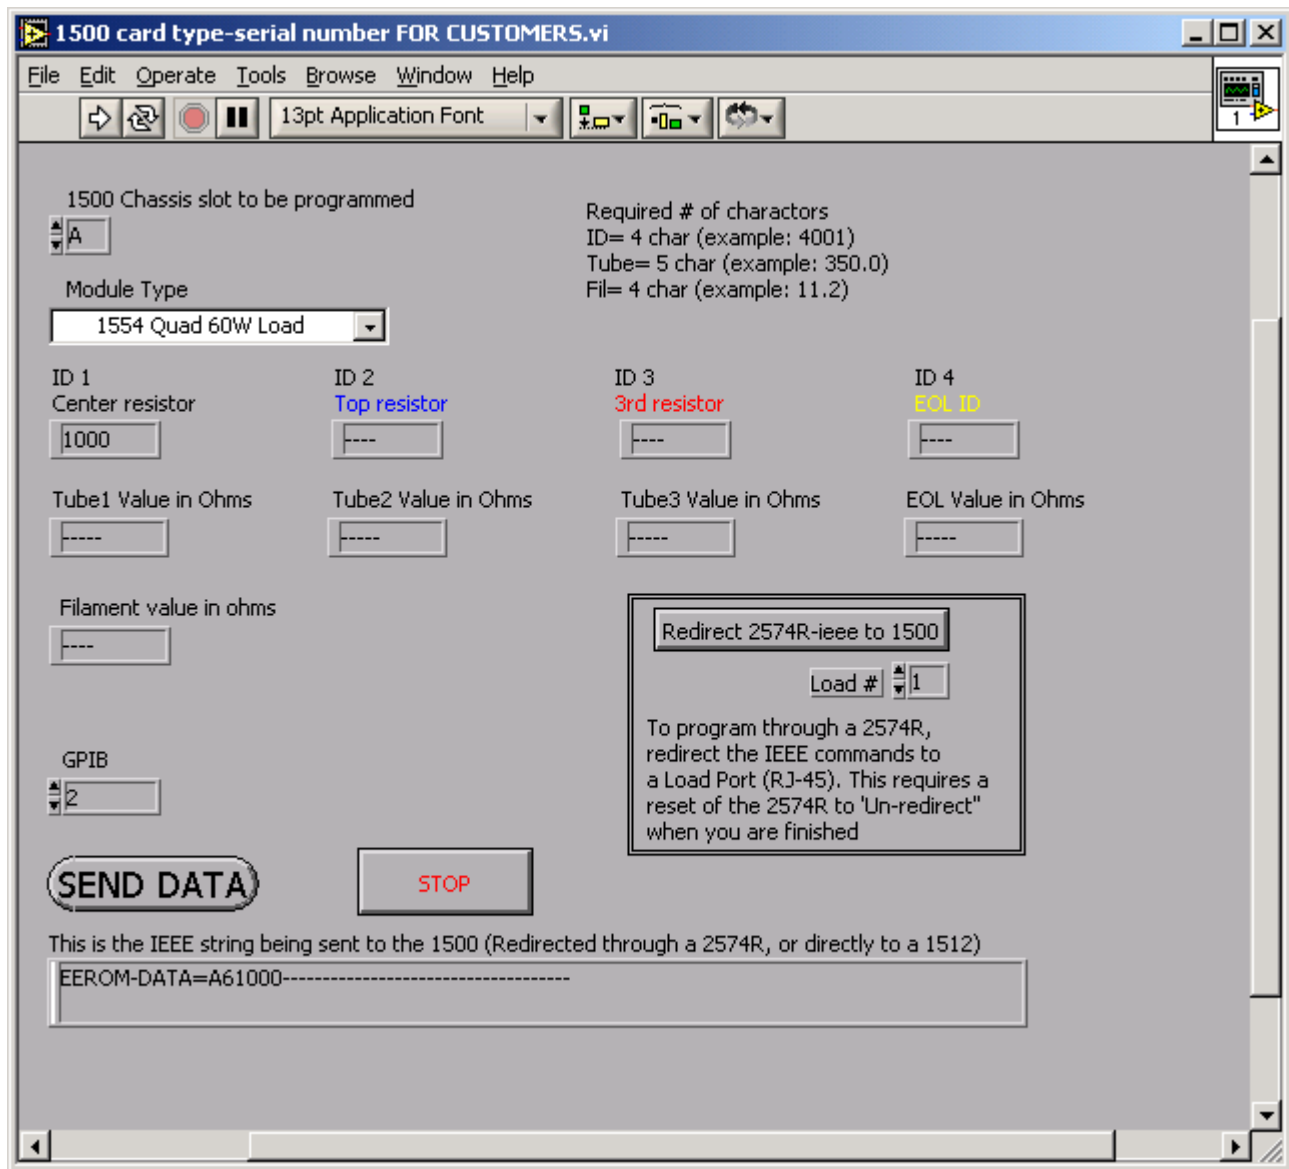 1500 card type-serial number FOR CUSTOMERS.vi
File Edit Operate Tools Browse Window Help
13pt Application Font
1
1500 Chassis slot to be programmed
A
Required # of charactors
ID= 4 char (example: 4001)
Tube= 5 char (example: 350.0)
Fil= 4 char (example: 11.2)
Module Type
1554 Quad 60W Load
ID 1 ID 2 ID 3 ID 4
Center resistor Top resistor 3rd resistor EOL ID
1000 ---- ---- ----
Tube1 Value in Ohms Tube2 Value in Ohms Tube3 Value in Ohms EOL Value in Ohms
----- ----- ----- -----
Filament value in ohms
----
Redirect 2574R-ieee to 1500
Load # 1
To program through a 2574R,
redirect the IEEE commands to
a Load Port (RJ-45). This requires a
reset of the 2574R to 'Un-redirect"
when you are finished
GPIB
2
SEND DATA STOP
This is the IEEE string being sent to the 1500 (Redirected through a 2574R, or directly to a 1512)
EEROM-DATA=A61000------------------------------------